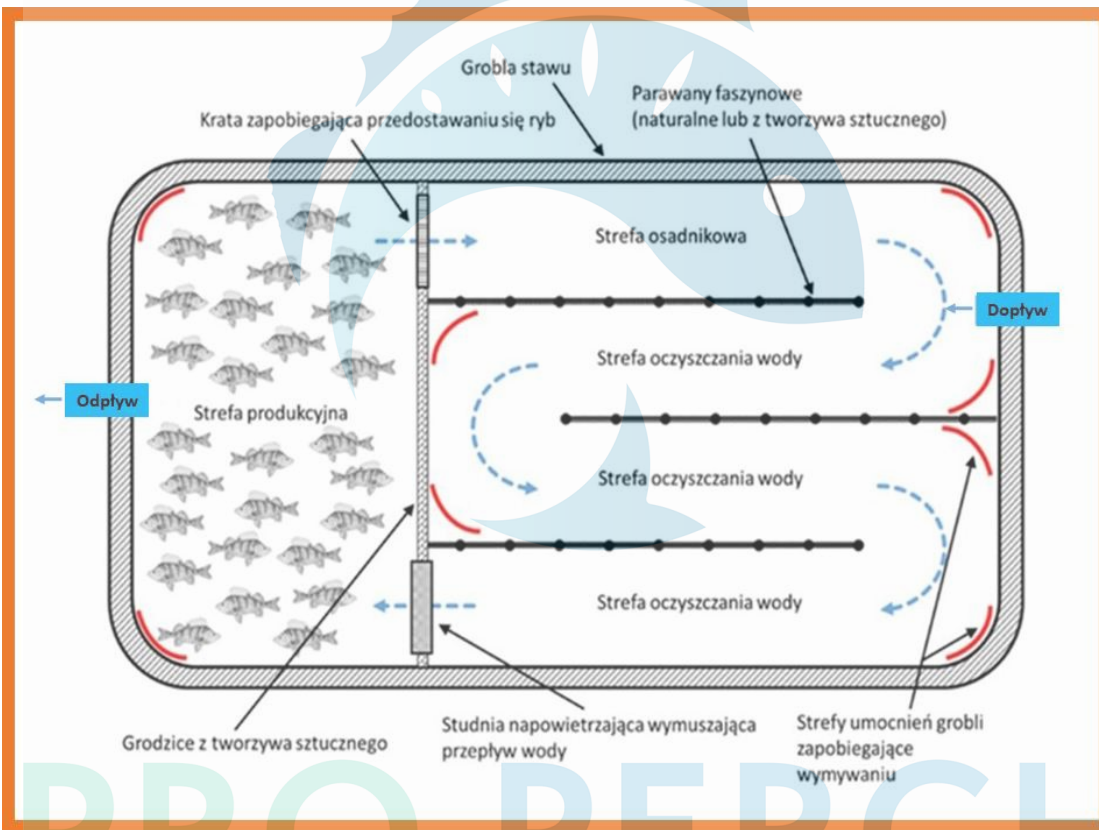 Grobla stawu
Parawany faszynowe
(naturalne lub z tworzywa sztucznego)
Krata zapobiegająca przedostawaniu się ryb
Strefa osadnikowa
Dopływ
Strefa oczyszczania wody
Odpływ
Strefa produkcyjna
Strefa oczyszczania wody
Strefa oczyszczania wody
Grodzice z tworzywa sztucznego
Studnia napowietrzająca wymuszająca
przepływ wody
Strefy umocnień grobli
zapobiegające
wymywaniu
PRO PERCH